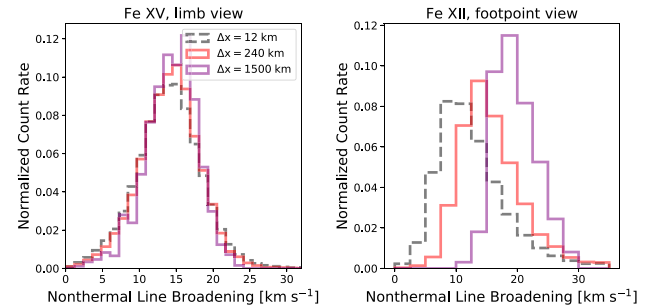 Fe XV, limb view
Δx = 12 km
Δx = 240 km
Δx = 1500 km
Normalized Count Rate
0.12
0.10
0.08
0.06
0.04
0.02
0.00
0 5 10 15 20 25 30
Nonthermal Line Broadening [km s⁻¹]
Fe XII, footpoint view
Normalized Count Rate
0.12
0.10
0.08
0.06
0.04
0.02
0.00
0 10 20 30
Nonthermal Line Broadening [km s⁻¹]